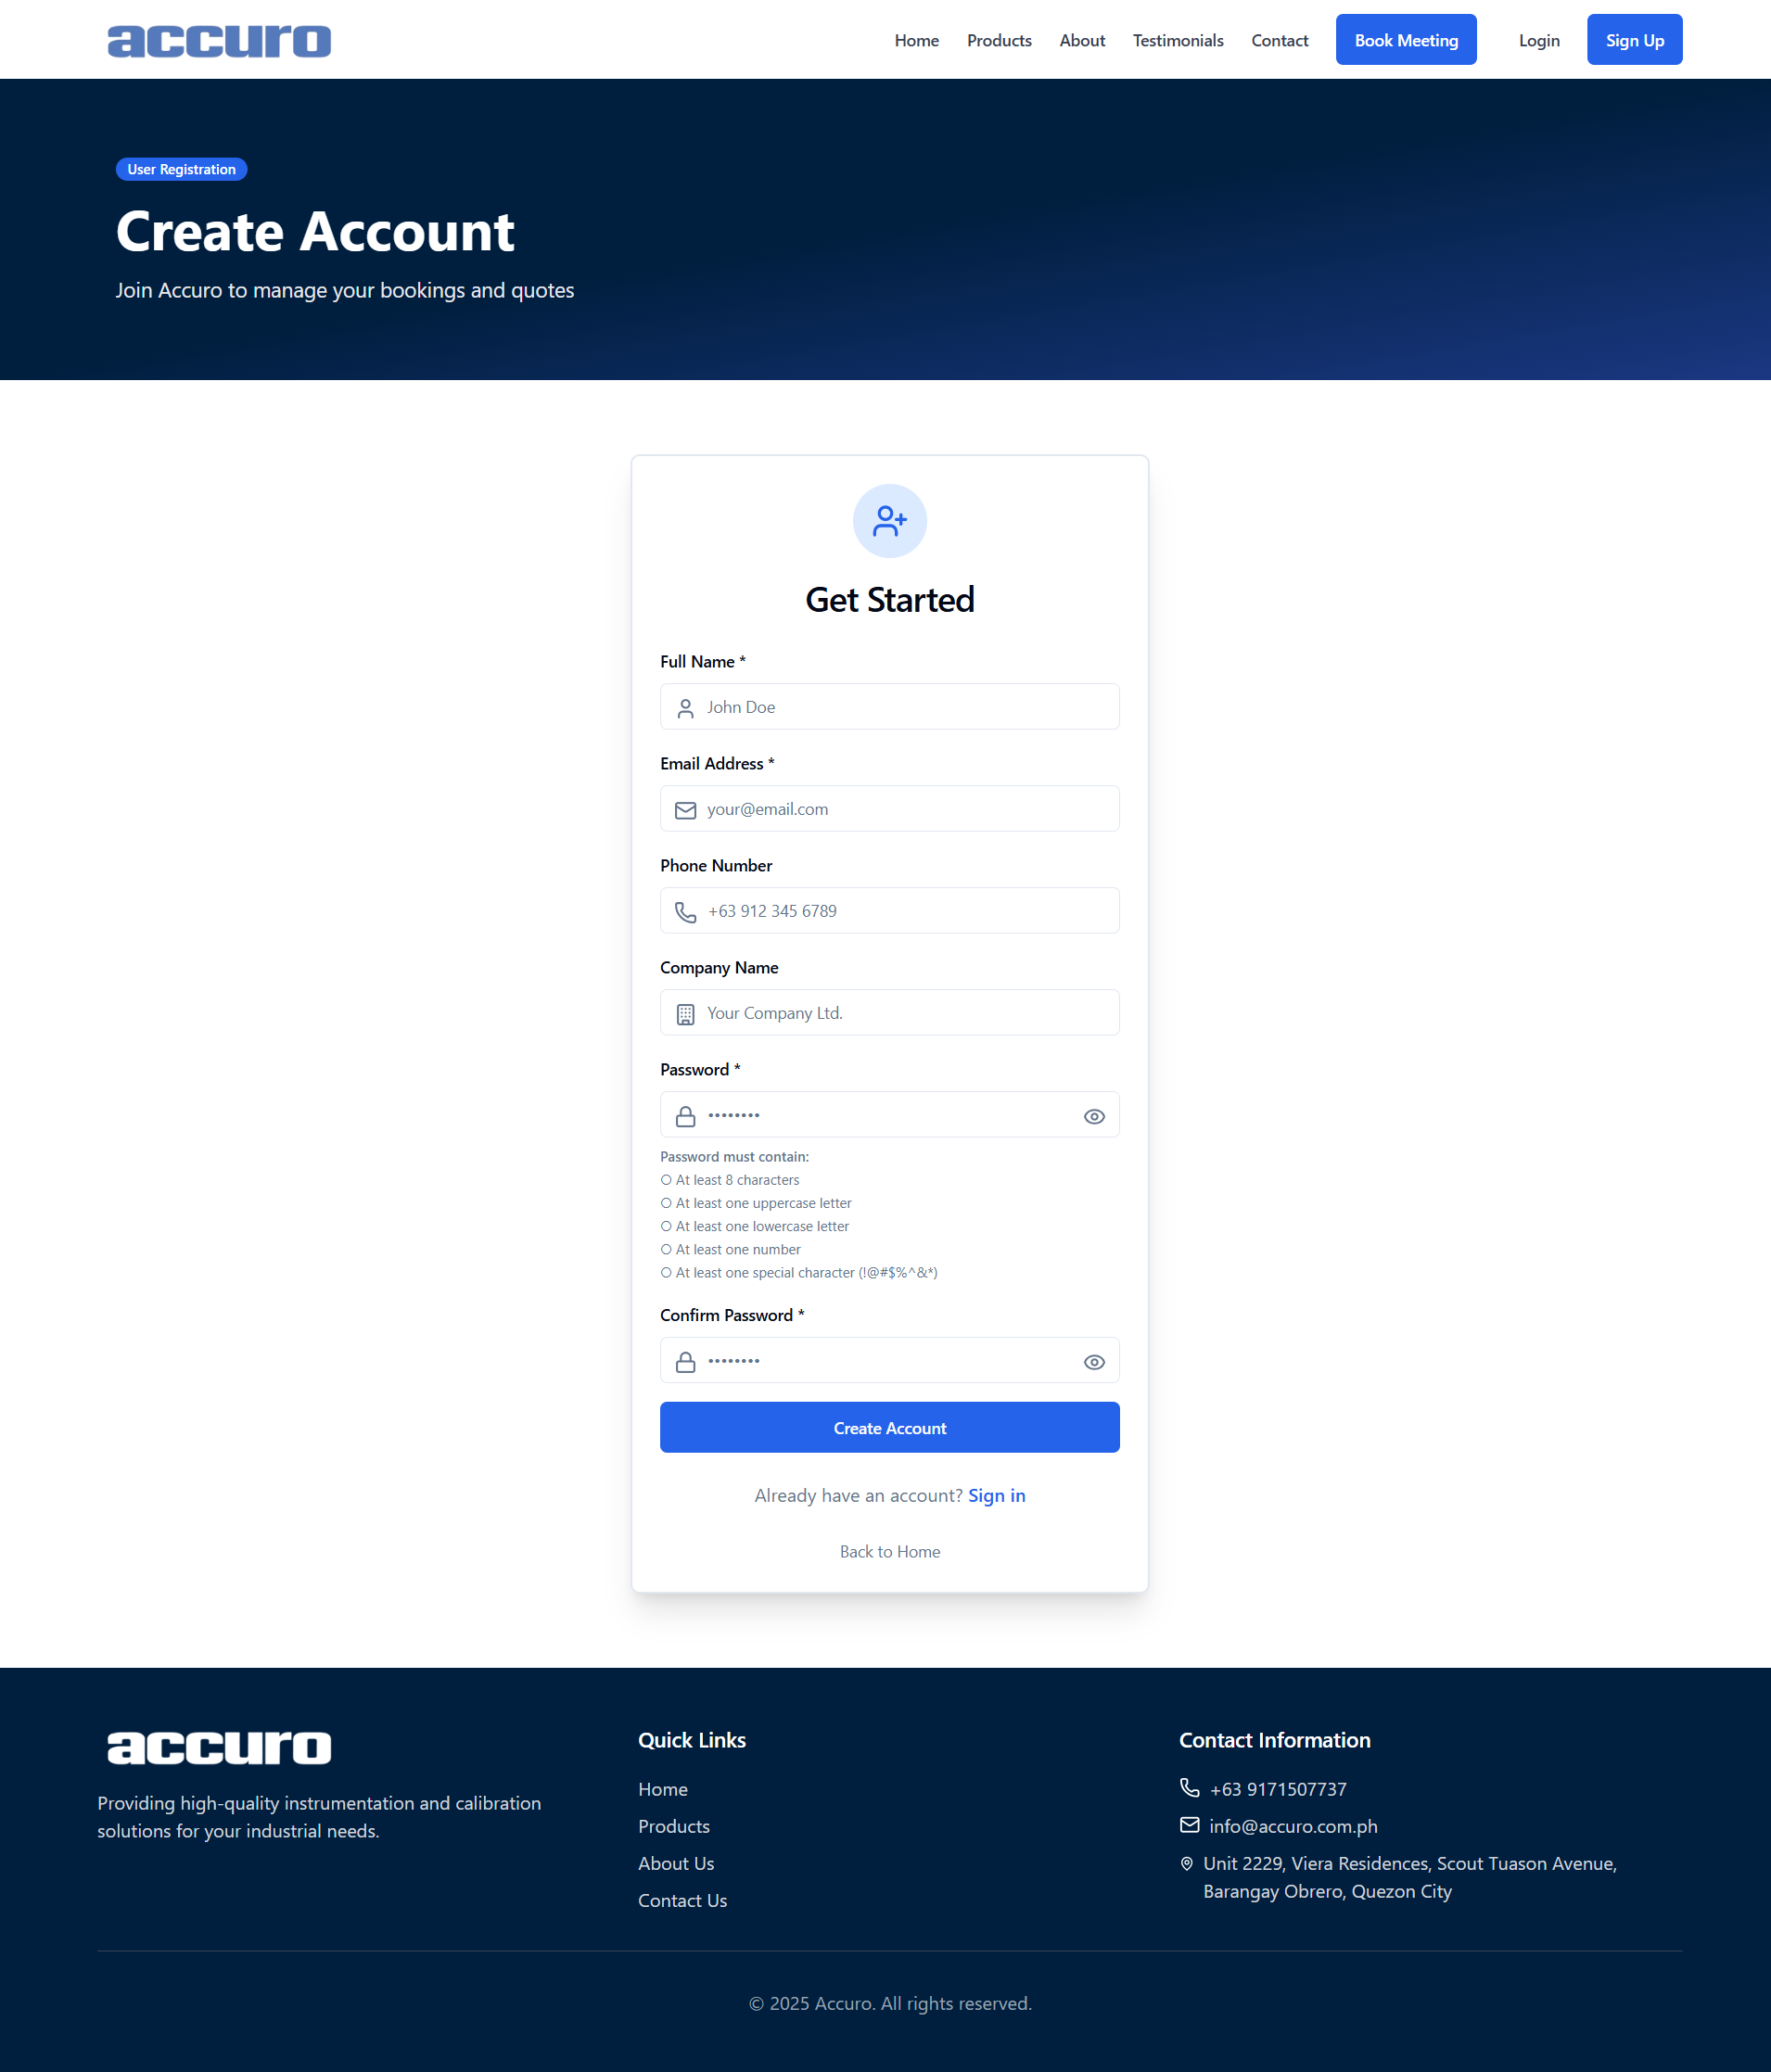 accuro
Home Products About Testimonials Contact Book Meeting Login Sign Up
User Registration
Create Account
Join Accuro to manage your bookings and quotes
Get Started
Full Name *
John Doe
Email Address *
your@email.com
Phone Number
+63 912 345 6789
Company Name
Your Company Ltd.
Password *
••••••••
Password must contain:
○ At least 8 characters
○ At least one uppercase letter
○ At least one lowercase letter
○ At least one number
○ At least one special character (!@#$%^&*)
Confirm Password *
••••••••
Create Account
Already have an account? Sign in
Back to Home
accuro
Providing high-quality instrumentation and calibration
solutions for your industrial needs.
Quick Links
Home
Products
About Us
Contact Us
Contact Information
+63 9171507737
info@accuro.com.ph
Unit 2229, Viera Residences, Scout Tuason Avenue,
Barangay Obrero, Quezon City
© 2025 Accuro. All rights reserved.